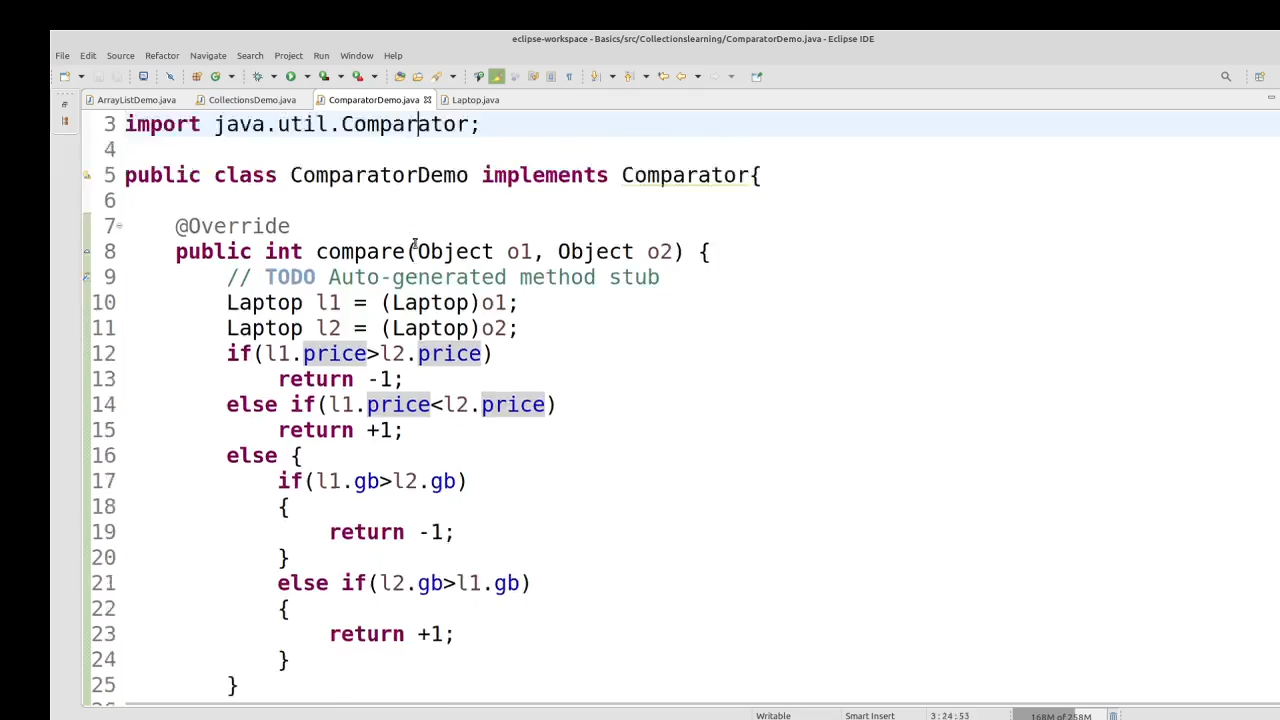 eclipse-workspace - Basics/src/Collectionslearning/ComparatorDemo.java - Eclipse IDE
File Edit Source Refactor Navigate Search Project Run Window Help
ArrayListDemo.java CollectionsDemo.java ComparatorDemo.java Laptop.java
3 import java.util.Comparator;
4
5 public class ComparatorDemo implements Comparator{
6
7 @Override
8 public int compare(Object o1, Object o2) {
9 // TODO Auto-generated method stub
10 Laptop l1 = (Laptop)o1;
11 Laptop l2 = (Laptop)o2;
12 if(l1.price>l2.price)
13 return -1;
14 else if(l1.price<l2.price)
15 return +1;
16 else {
17 if(l1.gb>l2.gb)
18 {
19 return -1;
20 }
21 else if(l2.gb>l1.gb)
22 {
23 return +1;
24 }
25 }
Writable Smart Insert 3:24:53 168M of 258M